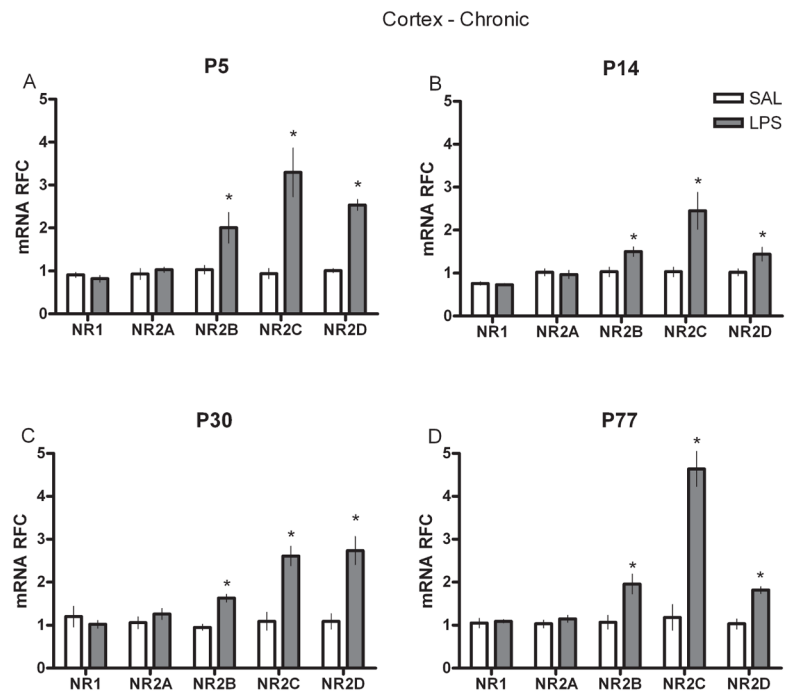 Cortex - Chronic
A
P5
mRNA RFC
5
4
3
2
1
0
*
*
*
NR1 NR2A NR2B NR2C NR2D
B
P14
SAL
LPS
mRNA RFC
5
4
3
2
1
0
*
*
*
NR1 NR2A NR2B NR2C NR2D
C
P30
mRNA RFC
5
4
3
2
1
0
*
*
*
NR1 NR2A NR2B NR2C NR2D
D
P77
mRNA RFC
5
4
3
2
1
0
*
*
*
NR1 NR2A NR2B NR2C NR2D